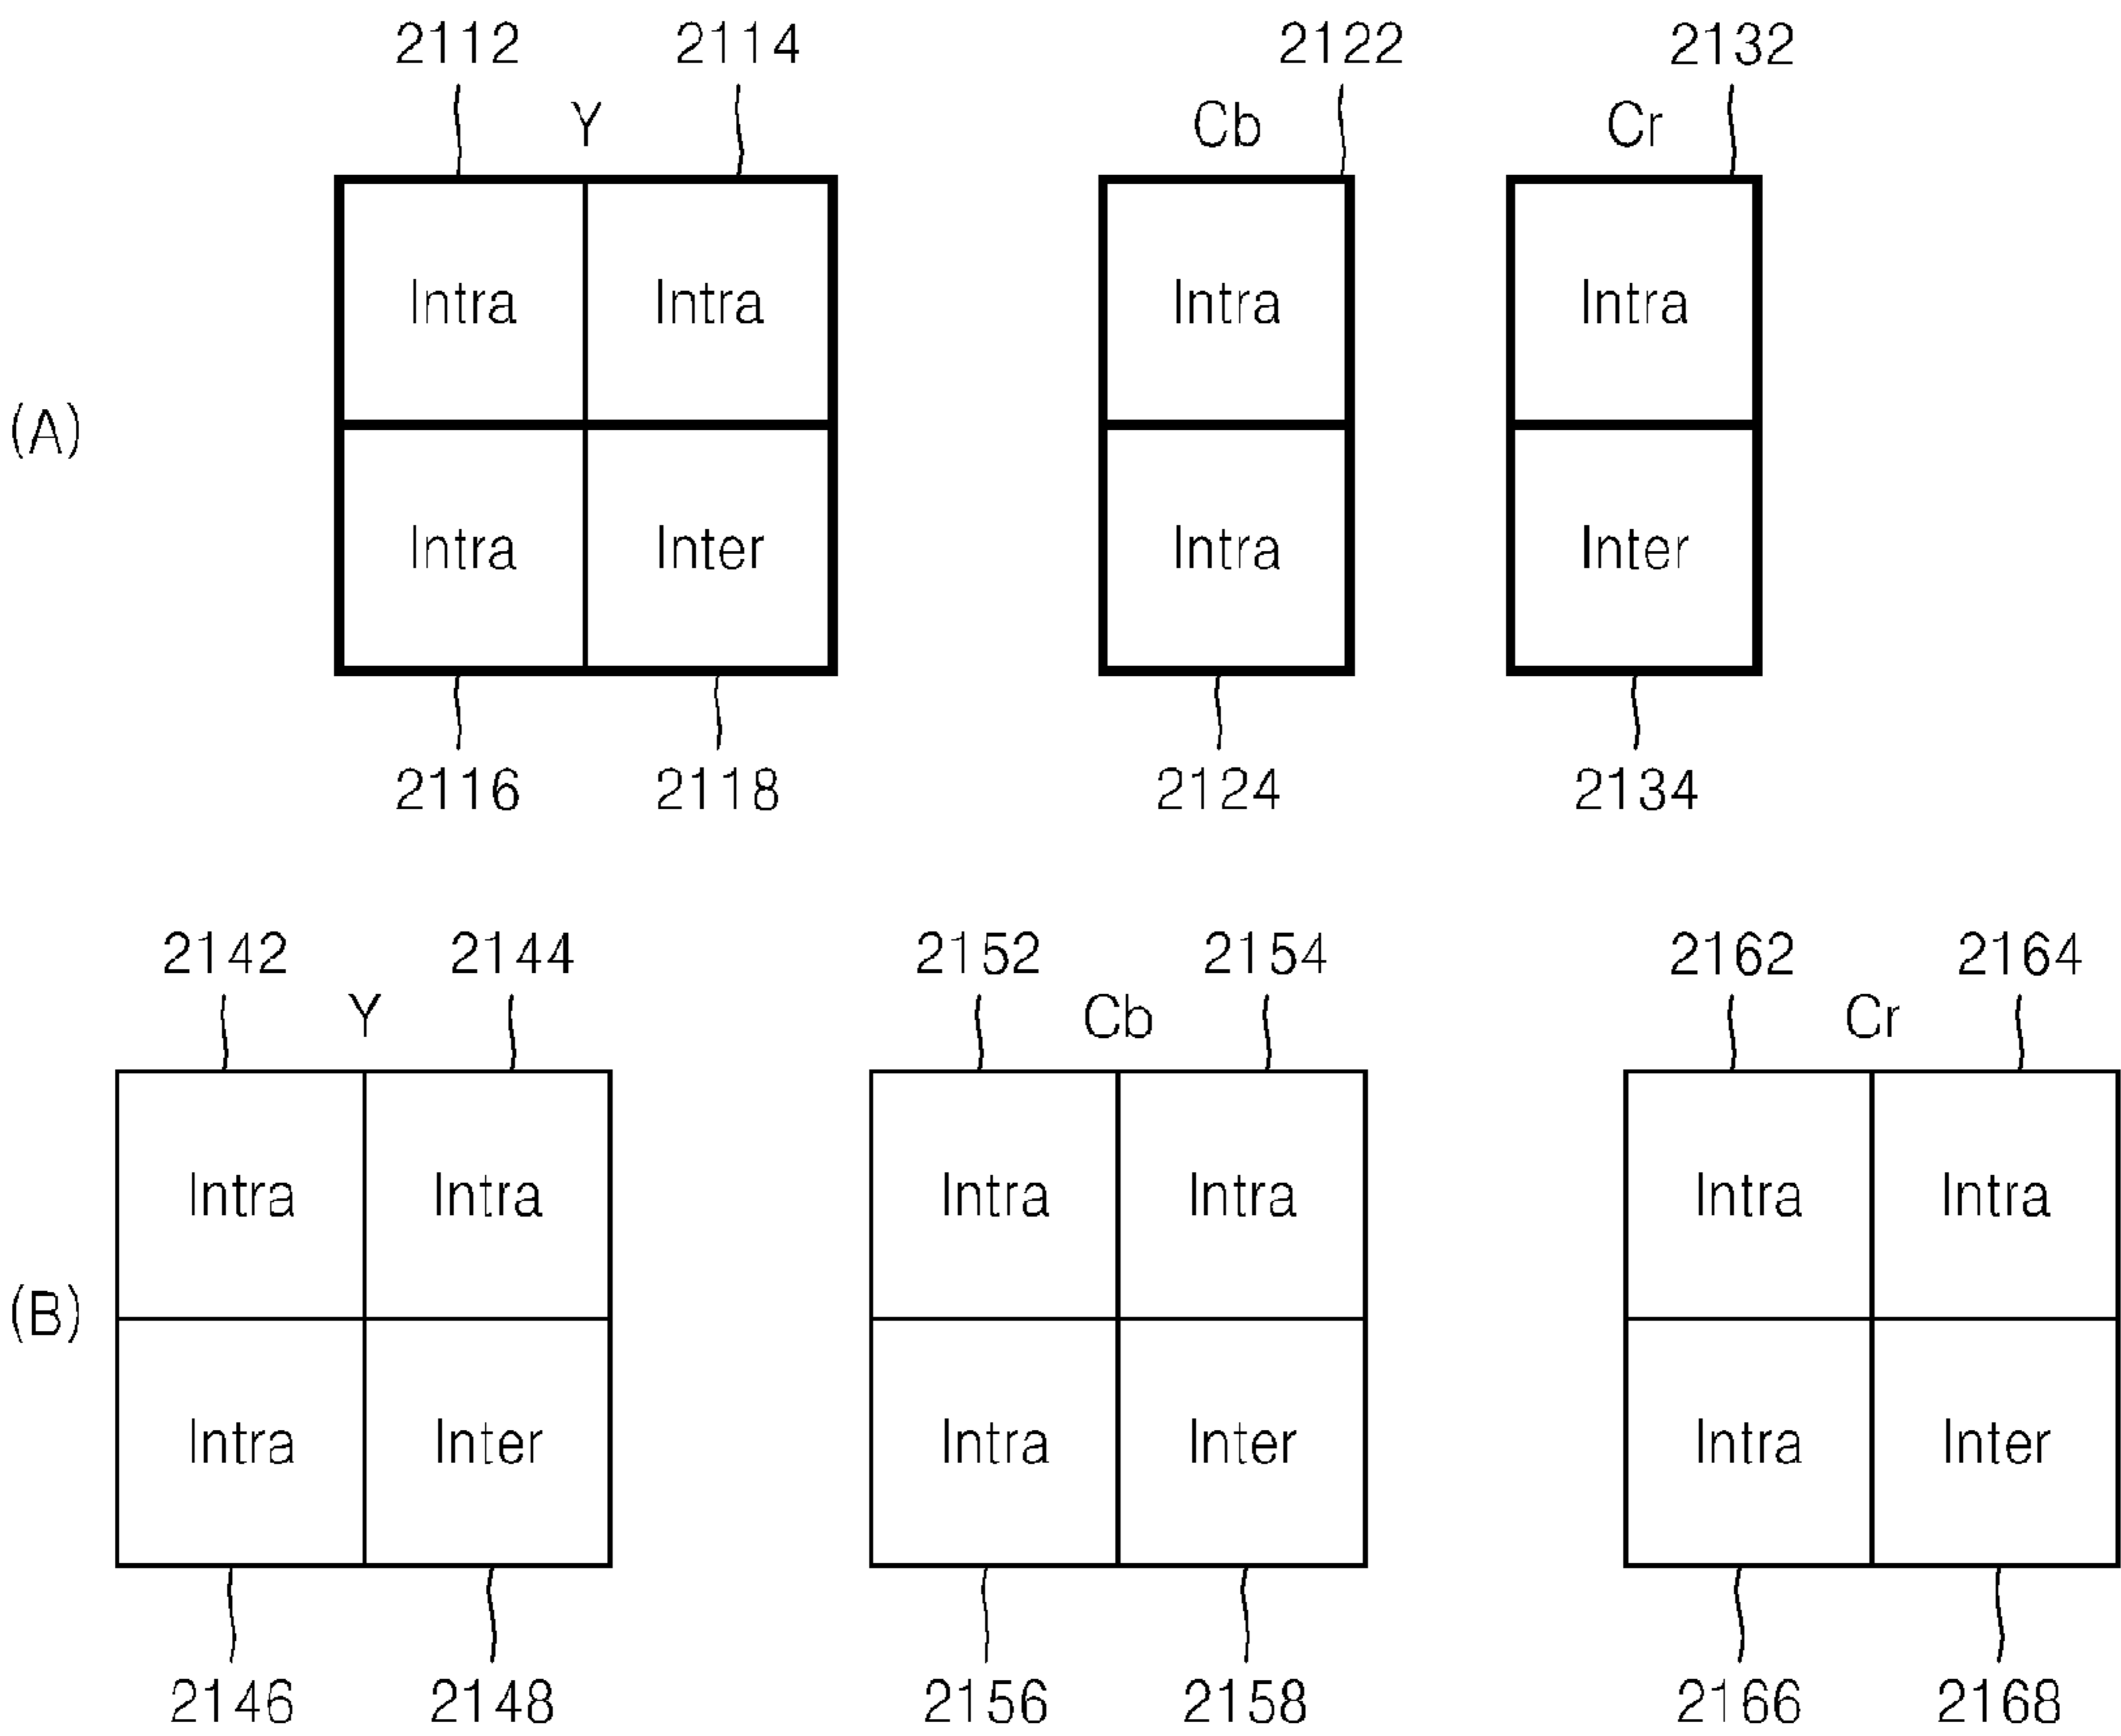 2112 2114 2122 2132
Y Cb Cr
Intra Intra Intra Intra
(A)
Intra Inter Intra Inter
2116 2118 2124 2134
2142 2144 2152 2154 2162 2164
Y Cb Cr
Intra Intra Intra Intra Intra Intra
(B)
Intra Inter Intra Inter Intra Inter
2146 2148 2156 2158 2166 2168